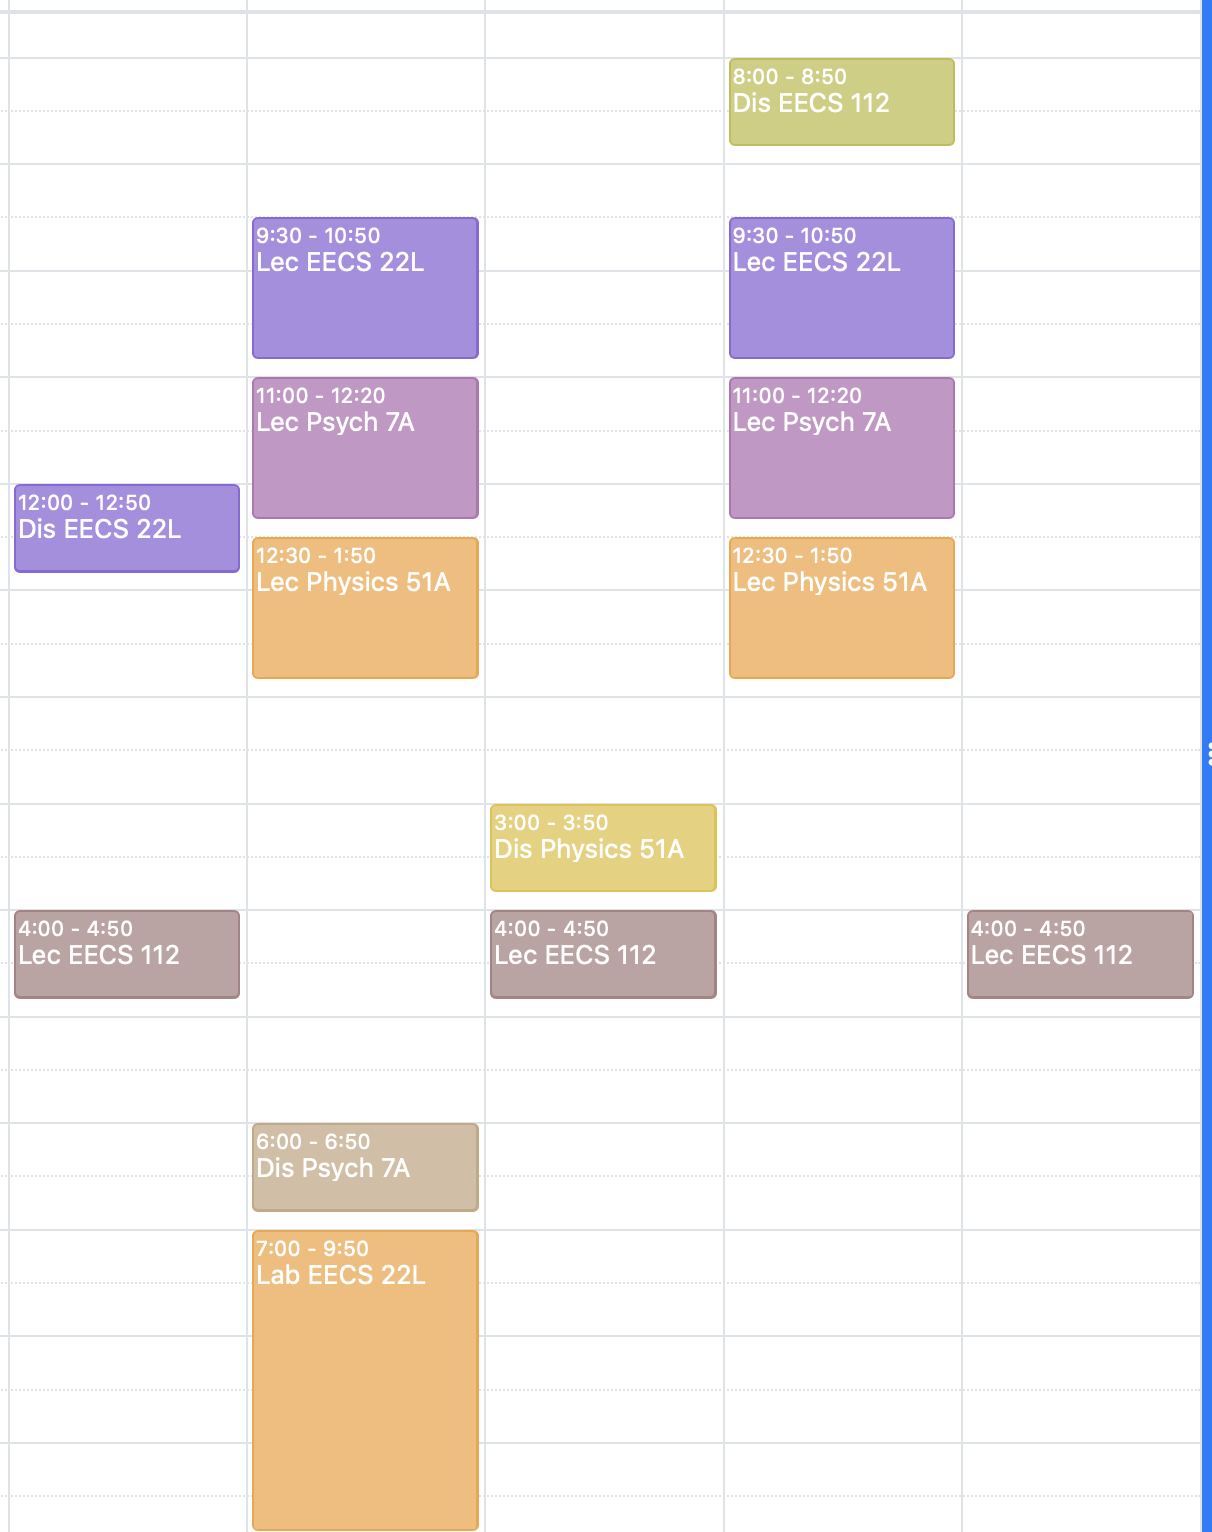 8:00 - 8:50
Dis EECS 112
9:30 - 10:50
Lec EECS 22L
9:30 - 10:50
Lec EECS 22L
11:00 - 12:20
Lec Psych 7A
11:00 - 12:20
Lec Psych 7A
12:00 - 12:50
Dis EECS 22L
12:30 - 1:50
Lec Physics 51A
12:30 - 1:50
Lec Physics 51A
3:00 - 3:50
Dis Physics 51A
4:00 - 4:50
Lec EECS 112
4:00 - 4:50
Lec EECS 112
4:00 - 4:50
Lec EECS 112
6:00 - 6:50
Dis Psych 7A
7:00 - 9:50
Lab EECS 22L